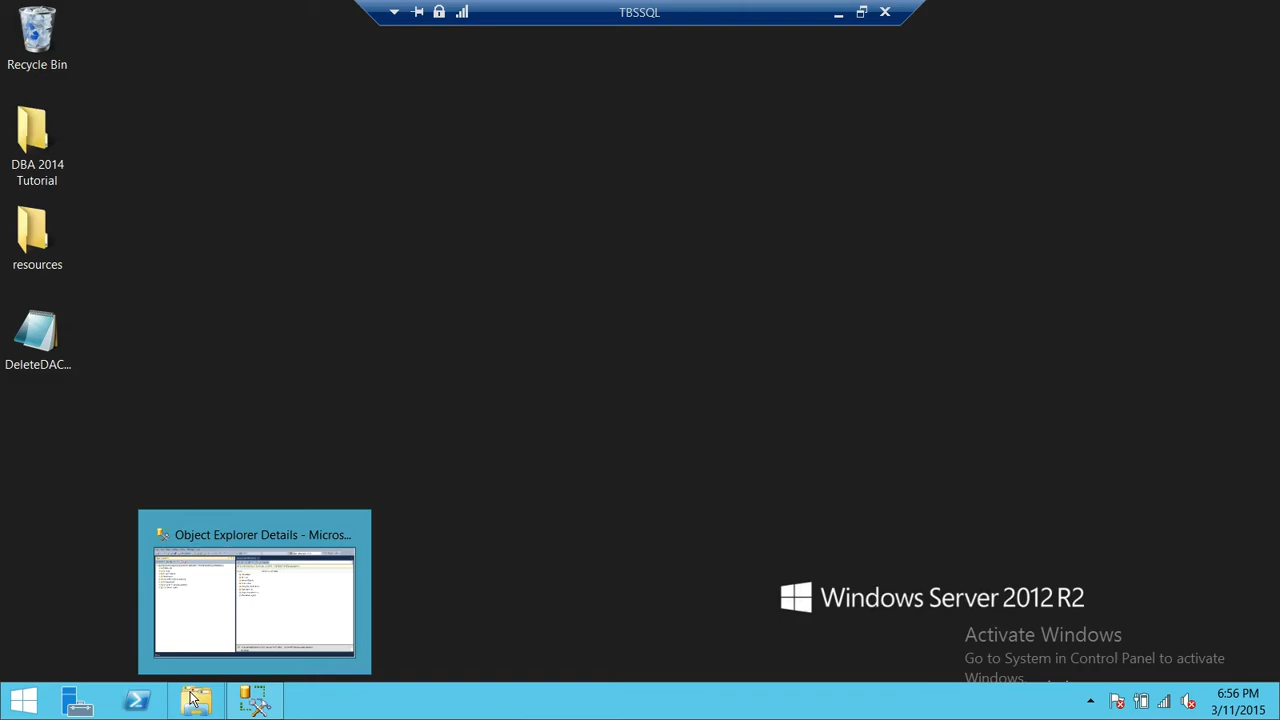 TBSSQL
Recycle Bin
DBA 2014
Tutorial
resources
DeleteDAC...
Object Explorer Details - Micros...
Windows Server 2012 R2
Activate Windows
Go to System in Control Panel to activate
Windows.
6:56 PM
3/11/2015